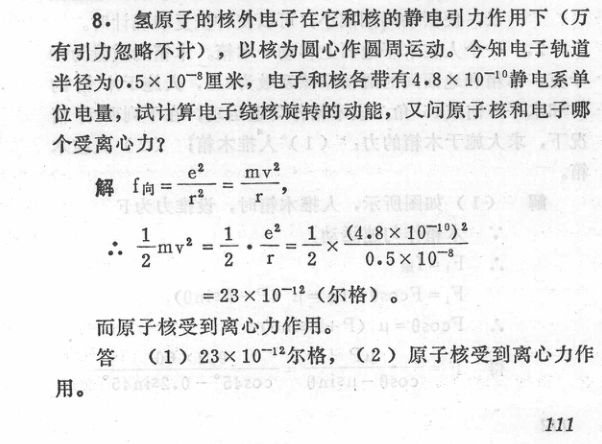 8. 氢原子的核外电子在它和核的静电引力作用下（万
有引力忽略不计），以核为圆心作圆周运动。今知电子轨道
半径为0.5×10⁻⁸厘米，电子和核各带有4.8×10⁻¹⁰静电系单
位电量，试计算电子绕核旋转的动能，又问原子核和电子哪
个受离心力？
解 f向＝e²/r²＝mv²/r，
∴ 1/2mv²＝1/2·e²/r＝1/2×(4.8×10⁻¹⁰)²/0.5×10⁻⁸
＝23×10⁻¹²（尔格）。
而原子核受到离心力作用。
答 （1）23×10⁻¹²尔格，（2）原子核受到离心力作
用。
111